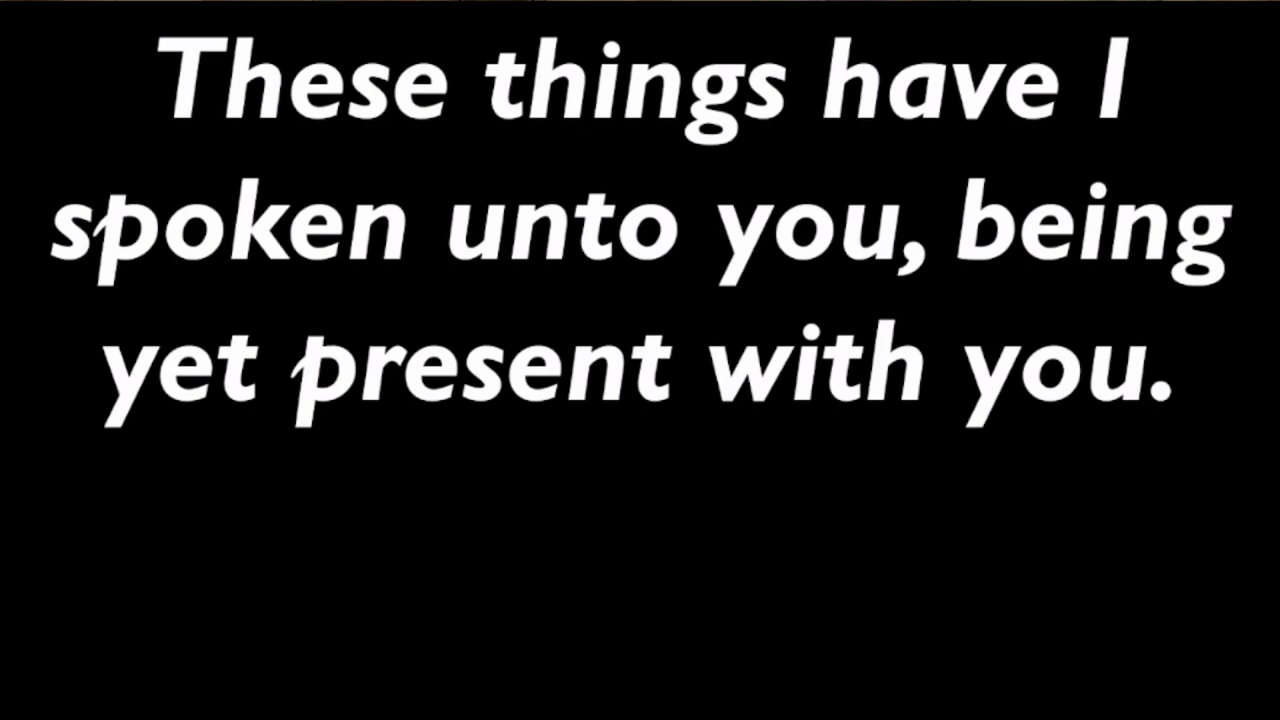 These things have I
spoken unto you, being
yet present with you.